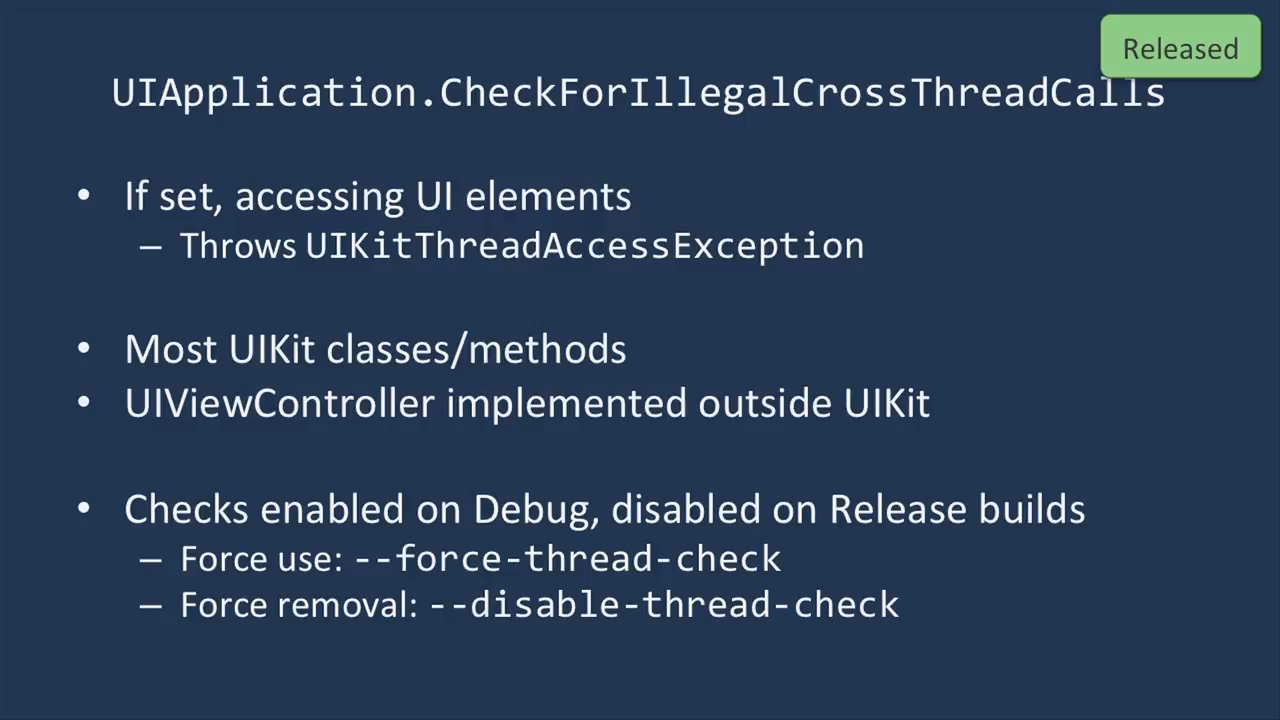 Released
UIApplication.CheckForIllegalCrossThreadCalls
• If set, accessing UI elements
– Throws UIKitThreadAccessException
• Most UIKit classes/methods
• UIViewController implemented outside UIKit
• Checks enabled on Debug, disabled on Release builds
– Force use: --force-thread-check
– Force removal: --disable-thread-check